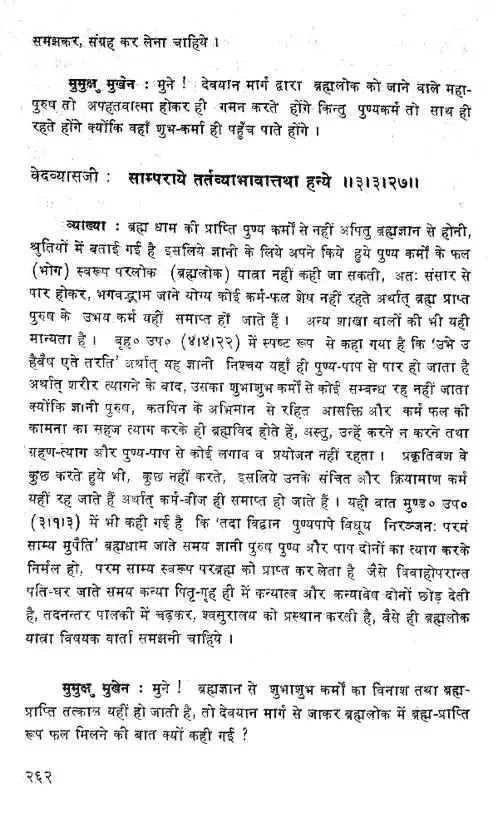 समझकर, संग्रह कर लेना चाहिये ।
मुमुक्षु मुखेन : मुने ! देवयान मार्ग द्वारा ब्रह्मलोक को जाने वाले महा-
पुरुष तो अपहतवात्मा होकर ही गमन करते होंगे किन्तु पुण्यकर्म तो साथ ही
रहते होंगे क्योंकि वहाँ शुभ-कर्मा ही पहुँच पाते होंगे ।
वेदव्यासजी : साम्पराये तर्तव्याभावात्तथा हन्ये ॥३।३।२७॥
व्याख्या : ब्रह्म धाम की प्राप्ति पुण्य कर्मों से नहीं अपितु ब्रह्मज्ञान से होनी,
श्रुतियों में बताई गई है इसलिये ज्ञानी के लिये अपने किये हुये पुण्य कर्मों के फल
(भोग) स्वरूप परलोक (ब्रह्मलोक) यात्रा नहीं कही जा सकती, अतः संसार से
पार होकर, भगवद्धाम जाने योग्य कोई कर्म-फल शेष नहीं रहते अर्थात् ब्रह्म प्राप्त
पुरुष के उभय कर्म यहीं समाप्त हो जाते हैं । अन्य शाखा वालों की भी यही
मान्यता है । बृह० उप० (४।४।२२) में स्पष्ट रूप से कहा गया है कि 'उभे उ
हैवैष एते तरति' अर्थात् यह ज्ञानी निश्चय यहाँ ही पुण्य-पाप से पार हो जाता है
अर्थात् शरीर त्यागने के बाद, उसका शुभाशुभ कर्मों से कोई सम्बन्ध रह नहीं जाता
क्योंकि ज्ञानी पुरुष, कतपिन के अभिमान से रहित आसक्ति और कर्म फल की
कामना का सहज त्याग करके ही ब्रह्मविद होते हैं, अस्तु, उन्हें करने न करने तथा
ग्रहण-त्याग और पुण्य-पाप से कोई लगाव व प्रयोजन नहीं रहता । प्रकृतिवश वे
कुछ करते हुये भी, कुछ नहीं करते, इसलिये उनके संचित और क्रियामाण कर्म
यहीं रह जाते हैं अर्थात् कर्म-बीज ही समाप्त हो जाते हैं । यही बात मुण्ड० उप०
(३।१।३) में भी कही गई है कि 'तदा विद्वान पुण्यपापे विधूय निरञ्जनः परमं
साम्य मुपैति' ब्रह्मधाम जाते समय ज्ञानी पुरुष पुण्य और पाप दोनों का त्याग करके
निर्मल हो, परम साम्य स्वरूप परब्रह्म को प्राप्त कर लेता है जैसे विवाहोपरान्त
पति-घर जाते समय कन्या पितृ-गृह ही में कन्यात्व और कन्यावेष दोनों छोड़ देती
है, तदनन्तर पालकी में चढ़कर, श्वसुरालय को प्रस्थान करती है, वैसे ही ब्रह्मलोक
यात्रा विषयक वार्ता समझनी चाहिये ।
मुमुक्षु मुखेन : मुने ! ब्रह्मज्ञान से शुभाशुभ कर्मों का विनाश तथा ब्रह्म-
प्राप्ति तत्काल यहीं हो जाती है, तो देवयान मार्ग से जाकर ब्रह्मलोक में ब्रह्म-प्राप्ति
रूप फल मिलने की बात क्यों कही गई ?
२६२